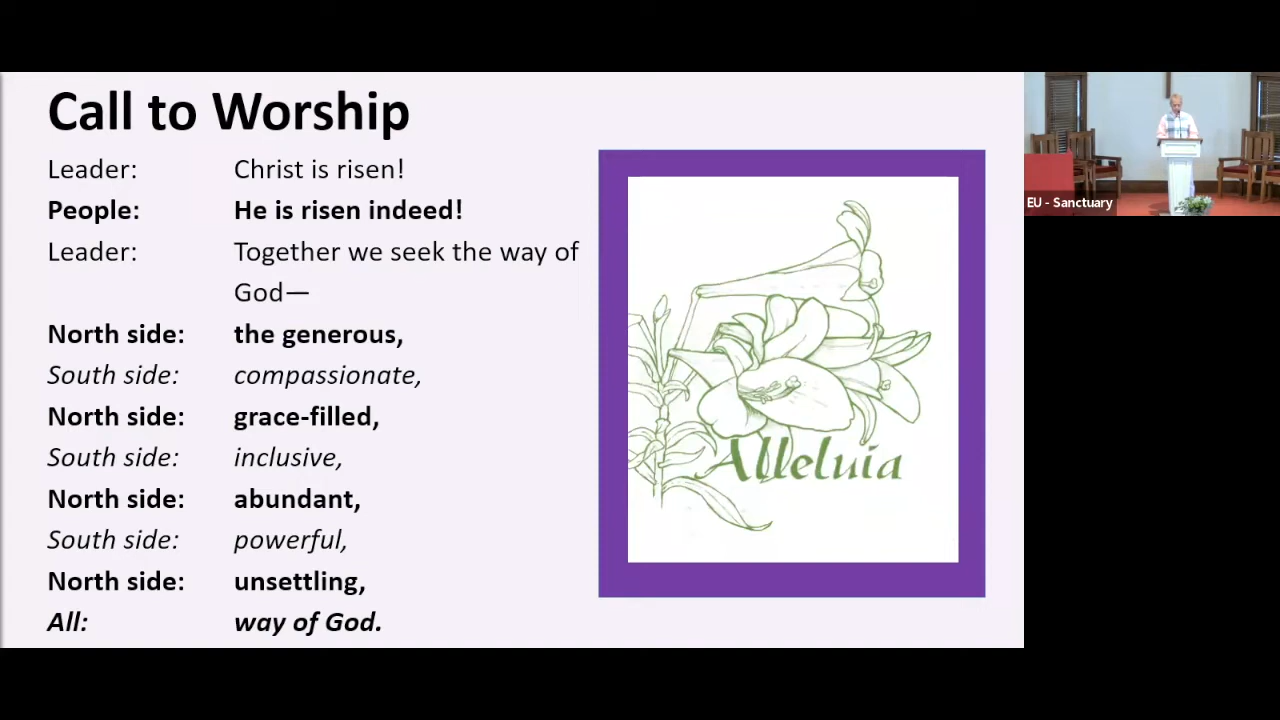 Call to Worship
Leader: Christ is risen!
People: He is risen indeed!
Leader: Together we seek the way of
God—
North side: the generous,
South side: compassionate,
North side: grace-filled,
South side: inclusive,
North side: abundant,
South side: powerful,
North side: unsettling,
All: way of God.
Alleluia
EU - Sanctuary